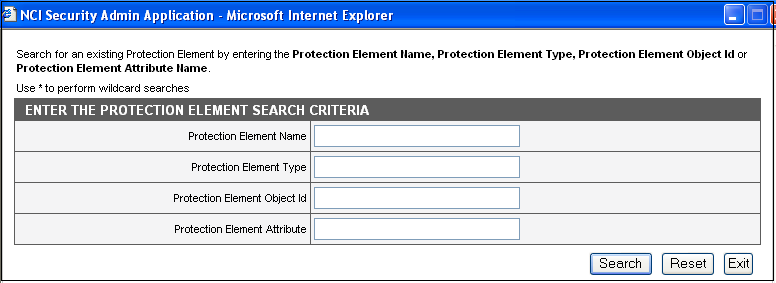 NCI Security Admin Application - Microsoft Internet Explorer
Search for an existing Protection Element by entering the Protection Element Name, Protection Element Type, Protection Element Object Id or
Protection Element Attribute Name.
Use * to perform wildcard searches
ENTER THE PROTECTION ELEMENT SEARCH CRITERIA
Protection Element Name
Protection Element Type
Protection Element Object Id
Protection Element Attribute
Search Reset Exit